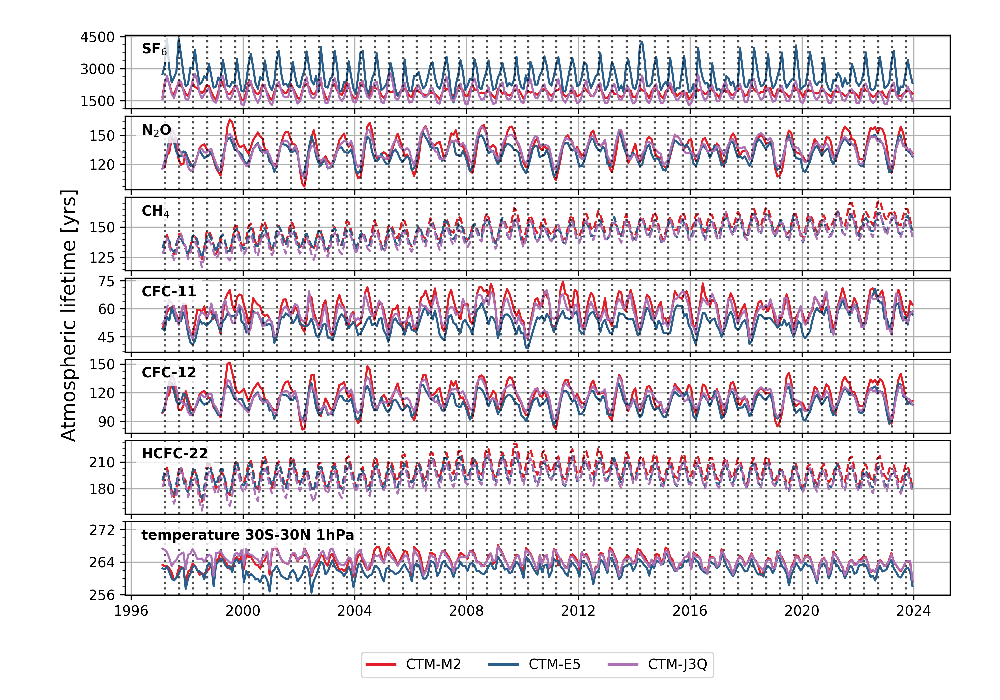 Atmospheric lifetime [yrs]
4500
3000
1500
SF₆
150
120
N₂O
150
125
CH₄
75
60
45
CFC-11
150
120
90
CFC-12
210
180
HCFC-22
272
264
256
temperature 30S-30N 1hPa
1996 2000 2004 2008 2012 2016 2020 2024
CTM-M2 CTM-E5 CTM-J3Q